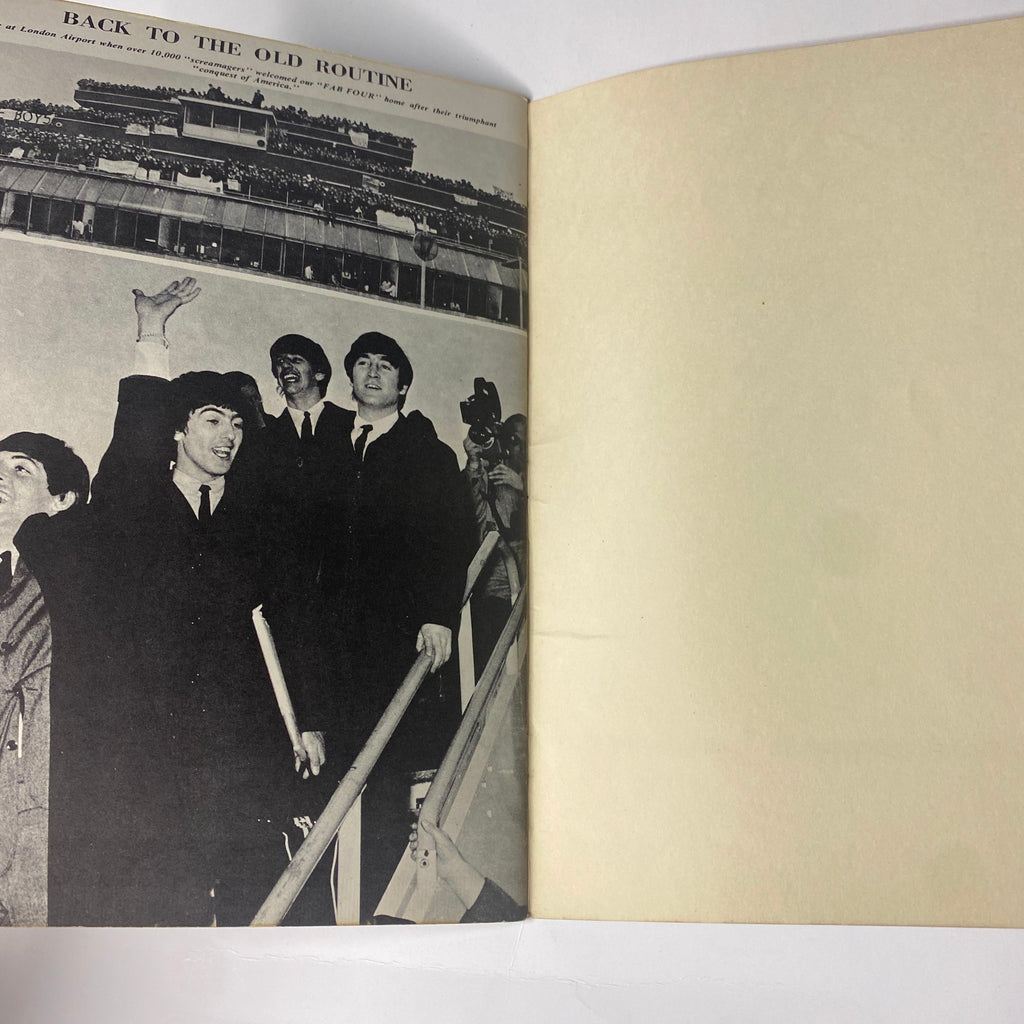 BACK TO THE OLD ROUTINE
at London Airport when over 10,000 "screamagers" welcomed our "FAB FOUR" home after their triumphant
"conquest of America."
BOYS